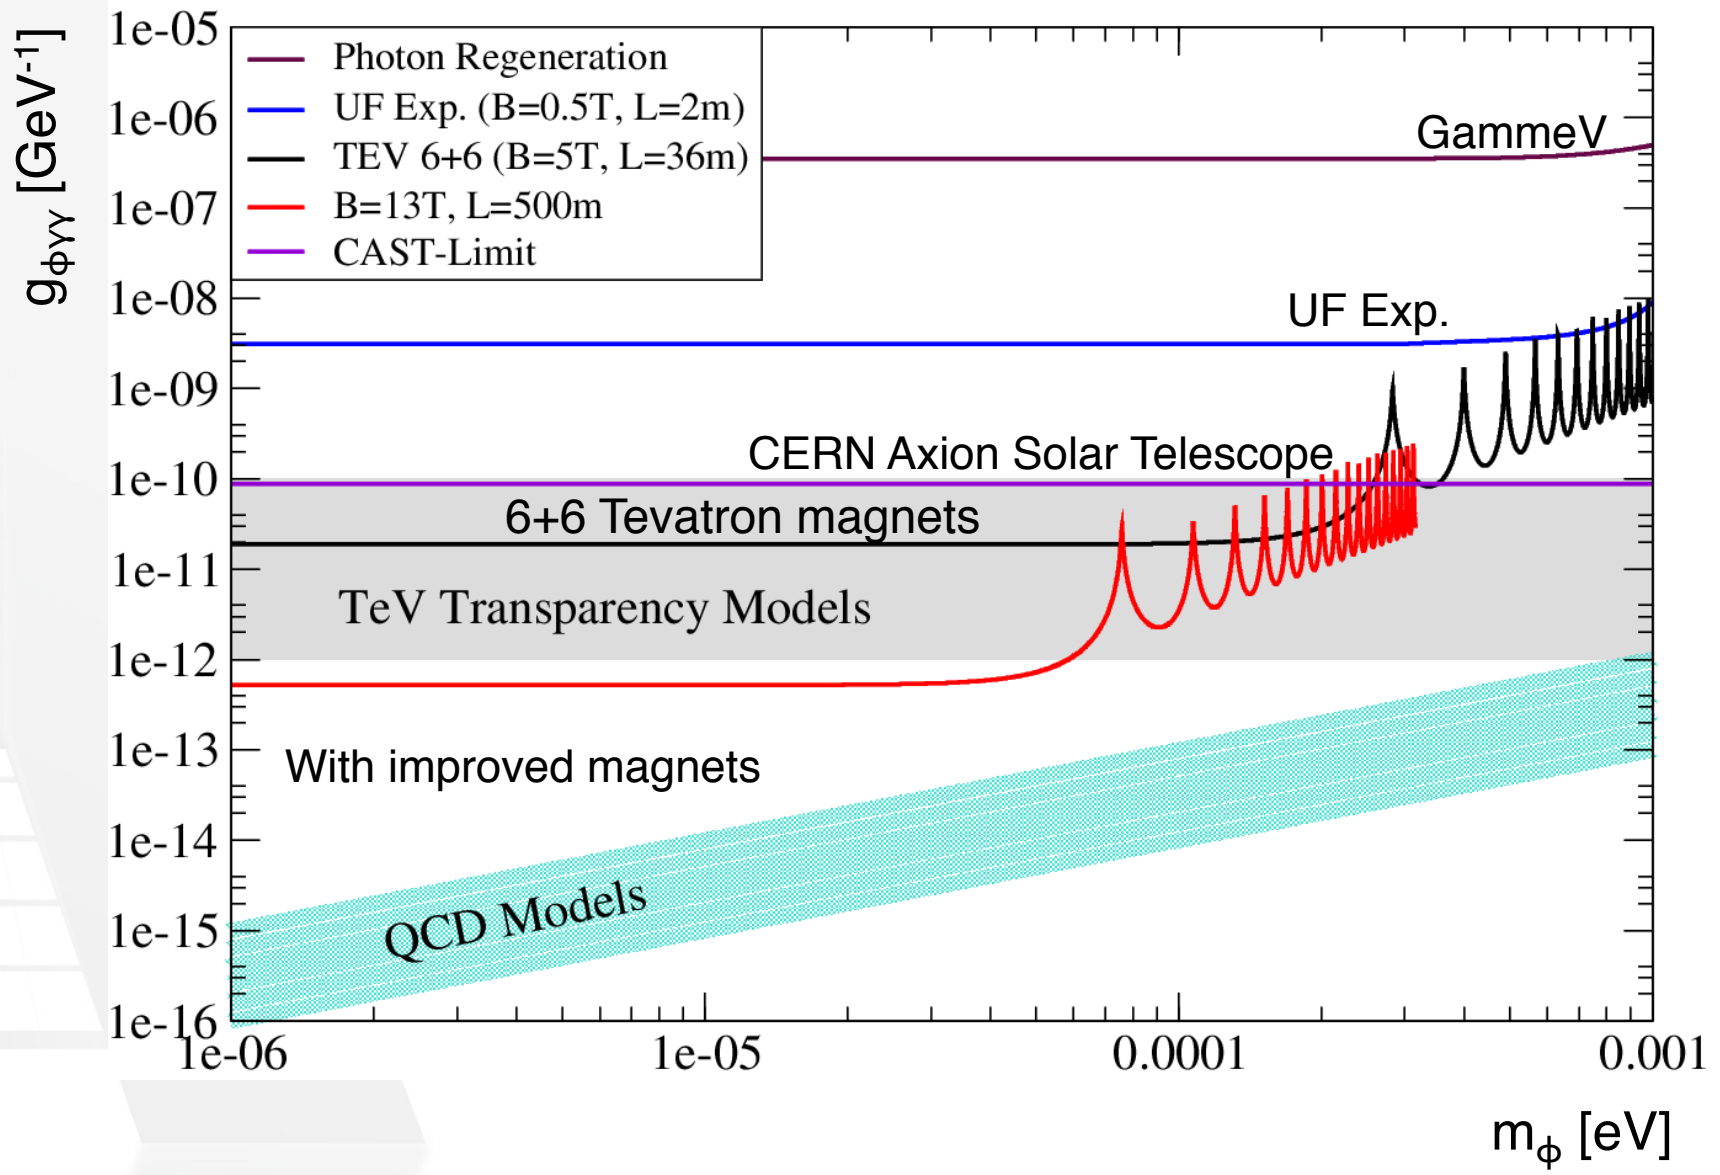 g_ϕγγ [GeV⁻¹]
1e-05
1e-06
1e-07
1e-08
1e-09
1e-10
1e-11
1e-12
1e-13
1e-14
1e-15
1e-16
Photon Regeneration
UF Exp. (B=0.5T, L=2m)
TEV 6+6 (B=5T, L=36m)
B=13T, L=500m
CAST-Limit
GammeV
UF Exp.
CERN Axion Solar Telescope
6+6 Tevatron magnets
TeV Transparency Models
With improved magnets
QCD Models
1e-06
1e-05
0.0001
0.001
m_ϕ [eV]